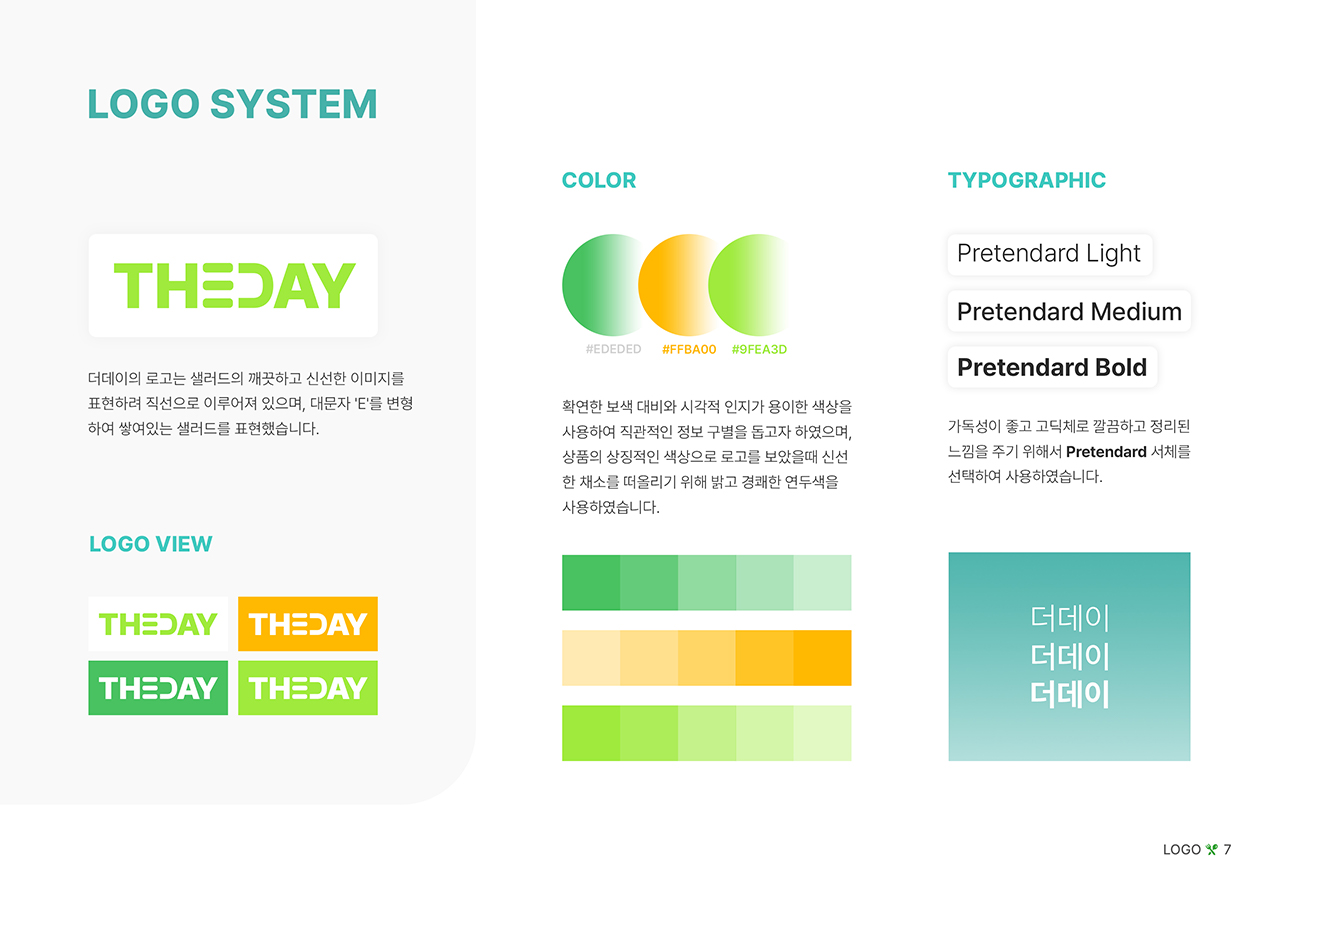 LOGO SYSTEM
THEDAY
더데이의 로고는 샐러드의 깨끗하고 신선한 이미지를
표현하려 직선으로 이루어져 있으며, 대문자 'E'를 변형
하여 쌓여있는 샐러드를 표현했습니다.
LOGO VIEW
THEDAY
THEDAY
THEDAY
THEDAY
COLOR
#EDEDED #FFBA00 #9FEA3D
확연한 보색 대비와 시각적 인지가 용이한 색상을
사용하여 직관적인 정보 구별을 돕고자 하였으며,
상품의 상징적인 색상으로 로고를 보았을때 신선
한 채소를 떠올리기 위해 밝고 경쾌한 연두색을
사용하였습니다.
TYPOGRAPHIC
Pretendard Light
Pretendard Medium
Pretendard Bold
가독성이 좋고 고딕체로 깔끔하고 정리된
느낌을 주기 위해서 Pretendard 서체를
선택하여 사용하였습니다.
더데이
더데이
더데이
LOGO 7